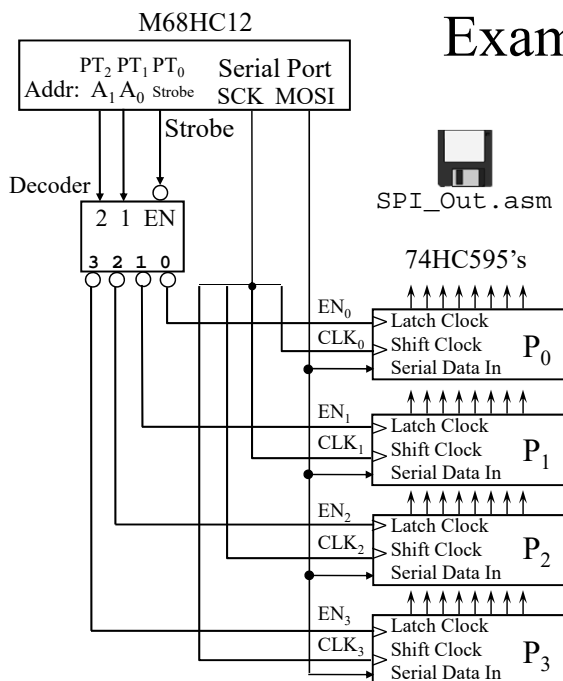 M68HC12
Exam
PT2 PT1 PT0 Serial Port
Addr: A1 A0 Strobe SCK MOSI
Strobe
Decoder
2 1 EN
3 2 1 0
SPI_Out.asm
74HC595's
EN0
Latch Clock
CLK0
Shift Clock
P0
Serial Data In
EN1
Latch Clock
CLK1
Shift Clock
P1
Serial Data In
EN2
Latch Clock
CLK2
Shift Clock
P2
Serial Data In
EN3
Latch Clock
CLK3
Shift Clock
P3
Serial Data In